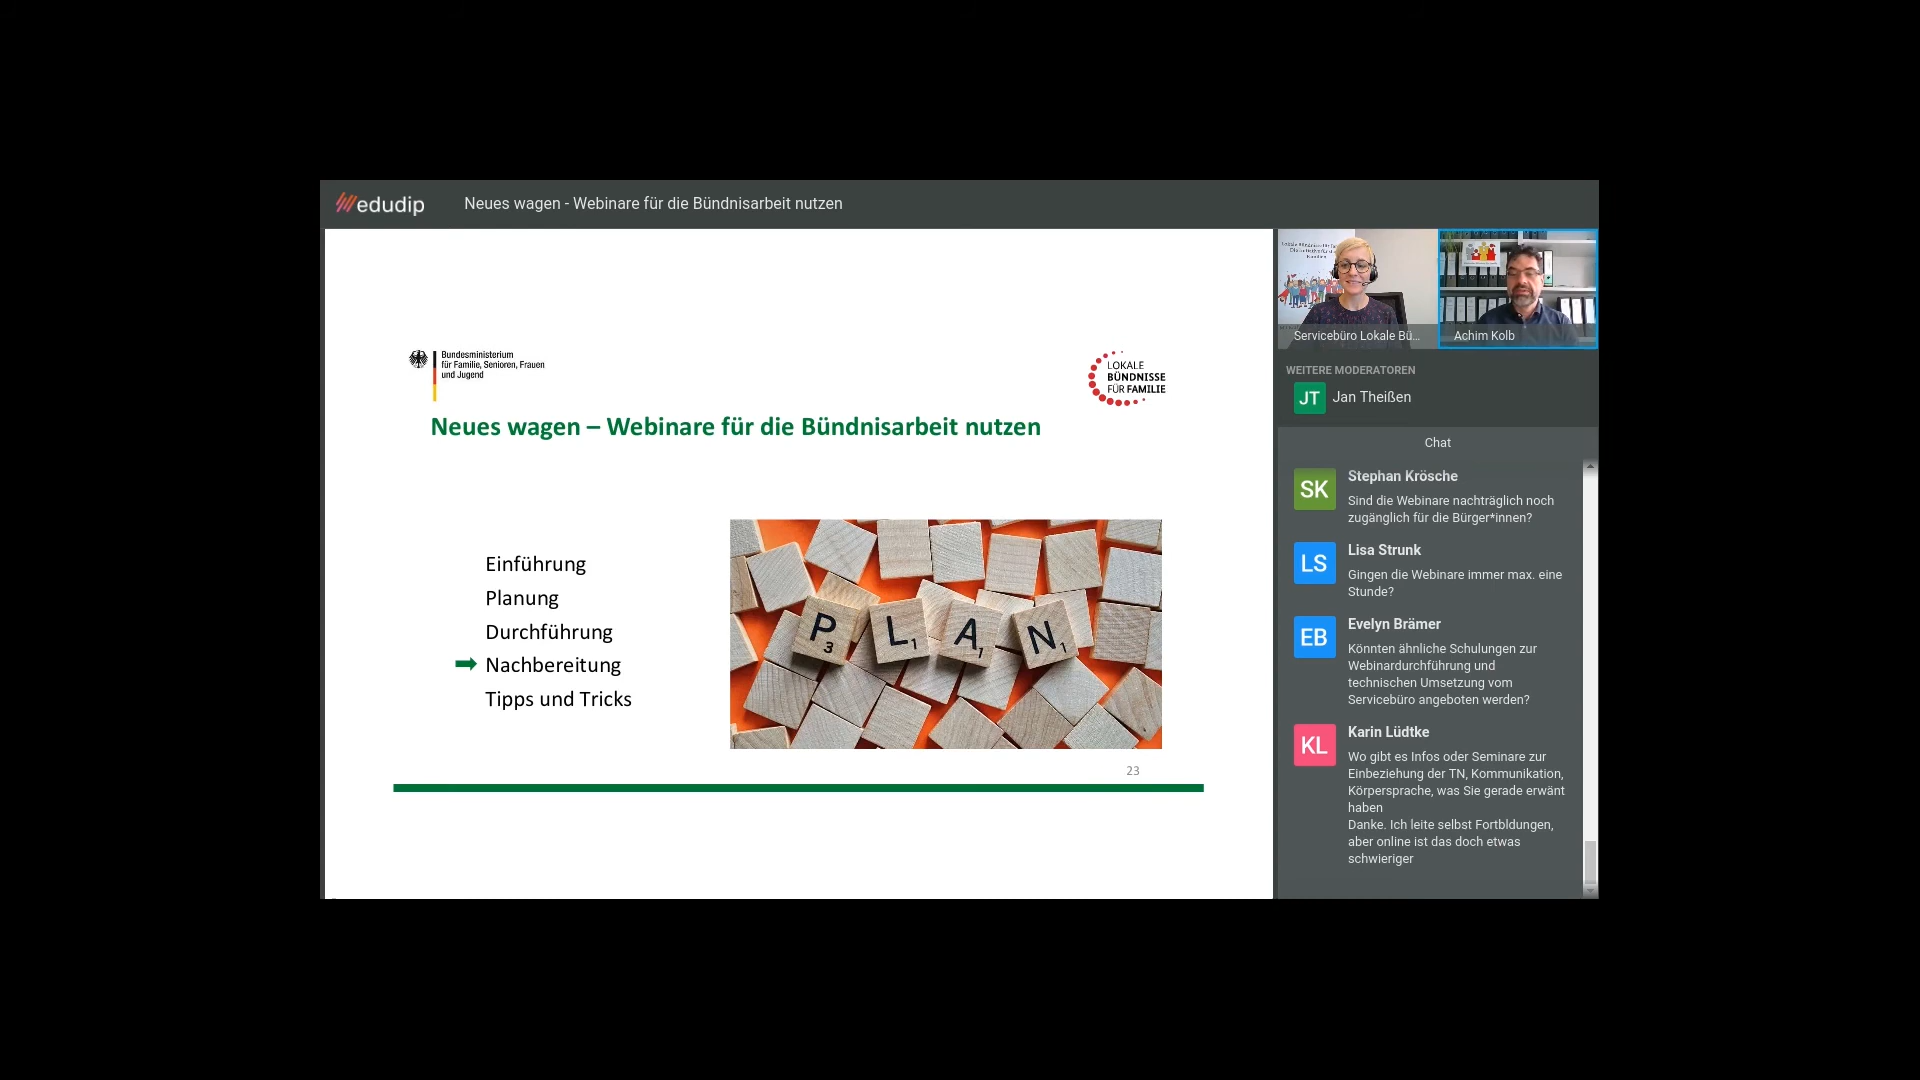 edudip
Neues wagen - Webinare für die Bündnisarbeit nutzen
Bundesministerium
für Familie, Senioren, Frauen
und Jugend
LOKALE
BÜNDNISSE
FÜR FAMILIE
Neues wagen – Webinare für die Bündnisarbeit nutzen
Einführung
Planung
Durchführung
Nachbereitung
Tipps und Tricks
P L A N
3 1 1 1
23
Servicebüro Lokale Bü...
Achim Kolb
WEITERE MODERATOREN
JT
Jan Theißen
Chat
SK
Stephan Krösche
Sind die Webinare nachträglich noch
zugänglich für die Bürger*innen?
LS
Lisa Strunk
Gingen die Webinare immer max. eine
Stunde?
EB
Evelyn Brämer
Könnten ähnliche Schulungen zur
Webinardurchführung und
technischen Umsetzung vom
Servicebüro angeboten werden?
KL
Karin Lüdtke
Wo gibt es Infos oder Seminare zur
Einbeziehung der TN, Kommunikation,
Körpersprache, was Sie gerade erwänt
haben
Danke. Ich leite selbst Fortbldungen,
aber online ist das doch etwas
schwieriger